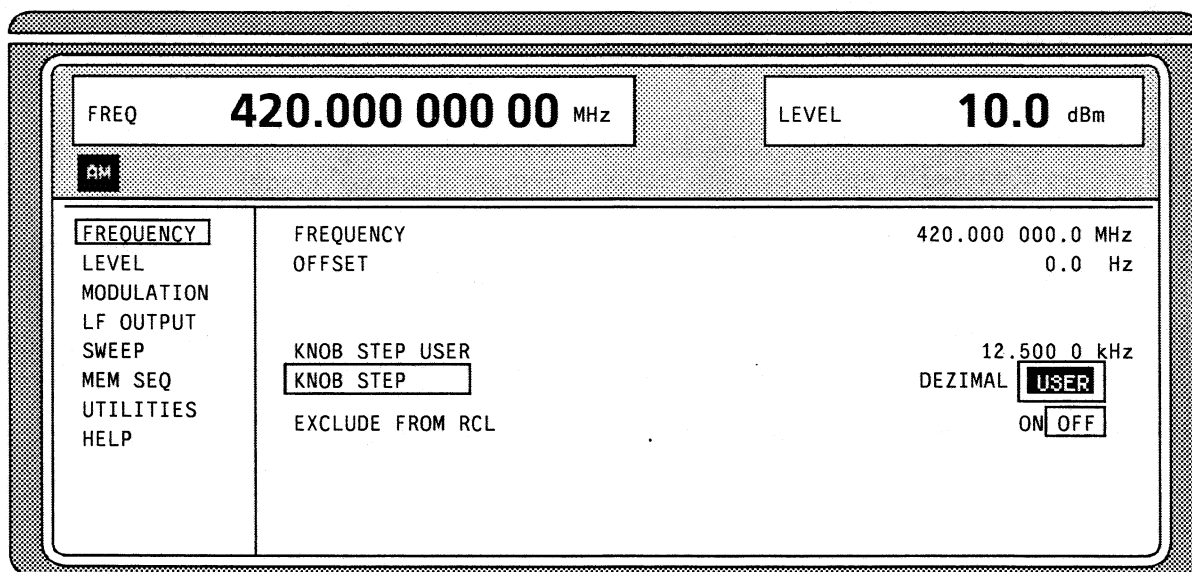 FREQ 420.000 000 00 MHz LEVEL 10.0 dBm
AM
FREQUENCY
LEVEL
MODULATION
LF OUTPUT
SWEEP
MEM SEQ
UTILITIES
HELP
FREQUENCY 420.000 000.0 MHz
OFFSET 0.0 Hz
KNOB STEP USER 12.500 0 kHz
KNOB STEP DEZIMAL USER
EXCLUDE FROM RCL ON OFF